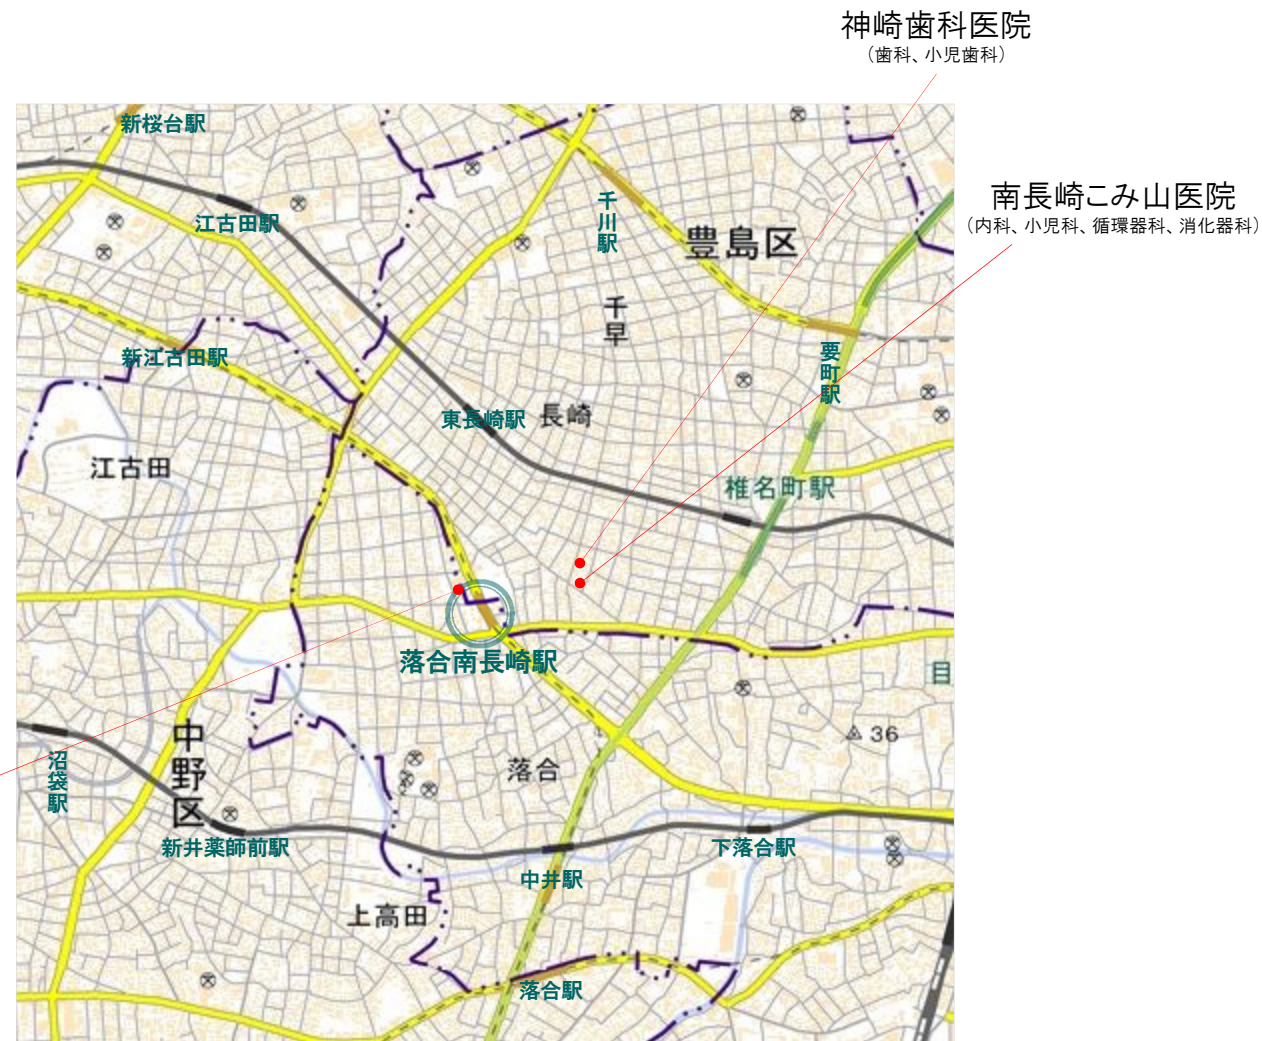 神崎歯科医院
（歯科、小児歯科）
南長崎こみ山医院
（内科、小児科、循環器科、消化器科）
新桜台駅
江古田駅
千川駅
豊島区
千早
新江古田駅
要町駅
東長崎駅
長崎
江古田
椎名町駅
落合南長崎駅
目
中野区
36
沼袋駅
落合
新井薬師前駅
下落合駅
中井駅
上高田
落合駅